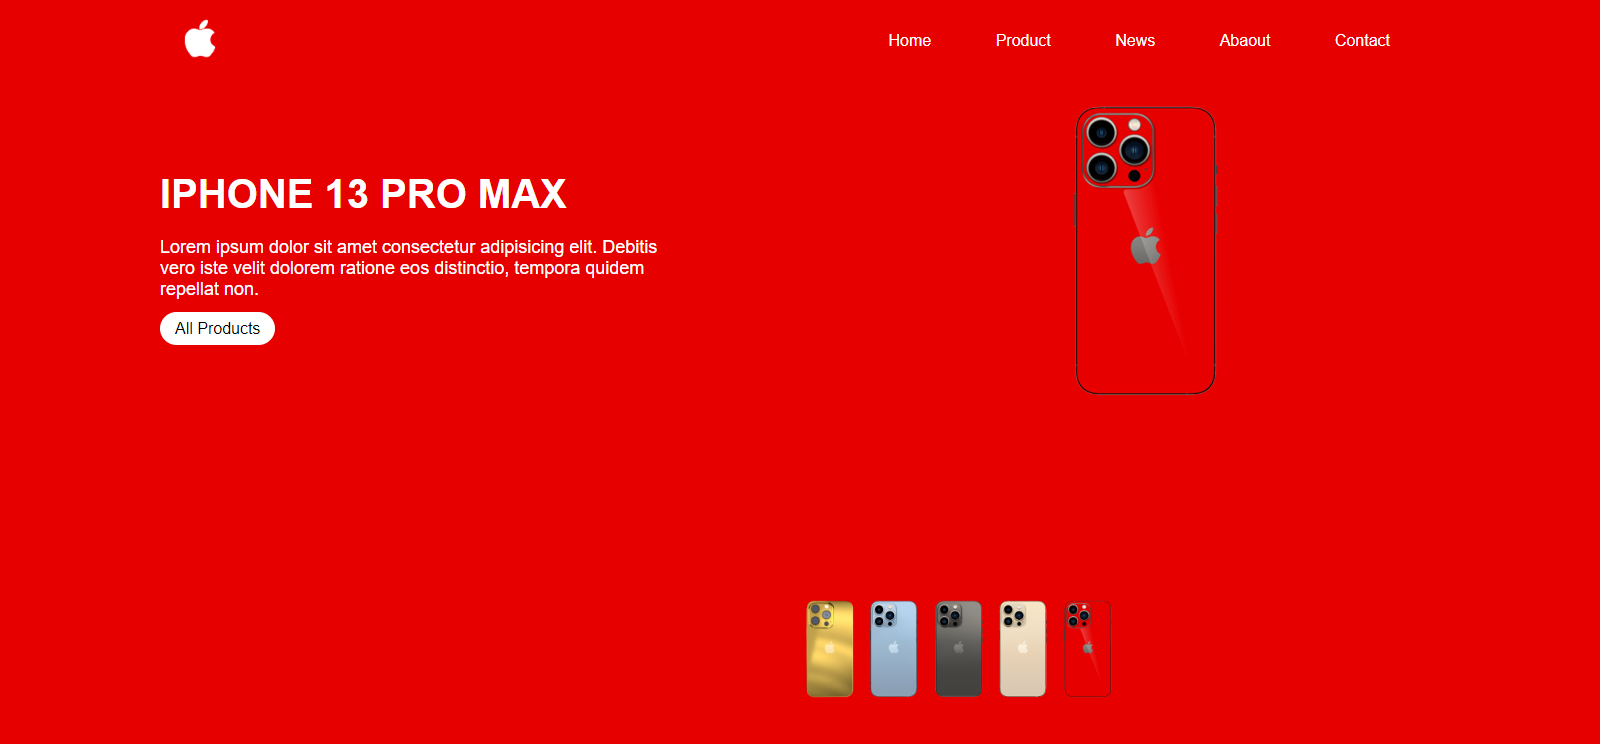 Home Product News Abaout Contact
IPHONE 13 PRO MAX
Lorem ipsum dolor sit amet consectetur adipisicing elit. Debitis
vero iste velit dolorem ratione eos distinctio, tempora quidem
repellat non.
All Products